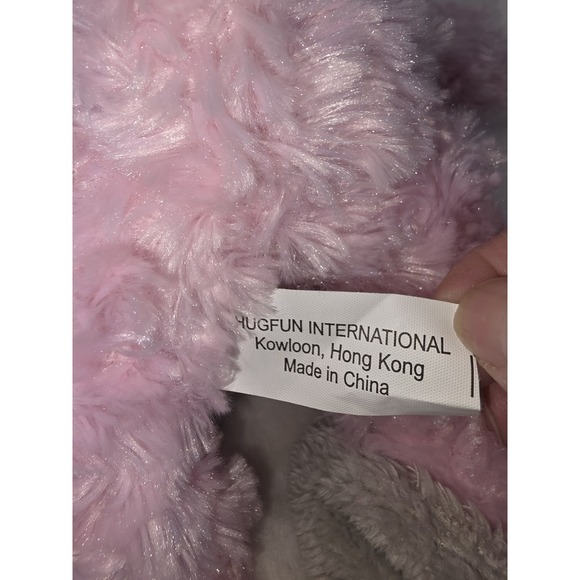 HUGFUN INTERNATIONAL
Kowloon, Hong Kong
Made in China